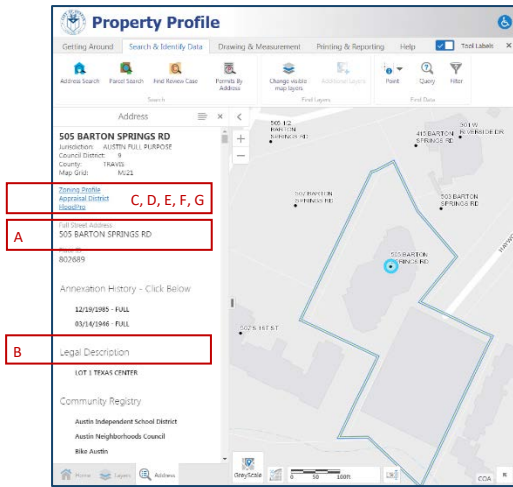 Property Profile
Getting Around Search & Identify Data Drawing & Measurement Printing & Reporting Help Tool Labels ×
Address Search Parcel Search Find Review Case Permits By Address Change visible map layers Additional Layers Point Query Filter
Search Find Layers Find Data
Address
505 BARTON SPRINGS RD
Jurisdiction: AUSTIN FULL PURPOSE
Council District: 9
County: TRAVIS
Map Grid: MJ21
Zoning Profile
Appraisal District
FloodPro
C, D, E, F, G
A
Full Street Address:
505 BARTON SPRINGS RD
802689
Annexation History - Click Below
12/19/1985 - FULL
03/14/1946 - FULL
B
Legal Description
LOT 1 TEXAS CENTER
Community Registry
Austin Independent School District
Austin Neighborhoods Council
Bike Austin
Home Layers Address
505 1/2
BARTON
SPRINGS RD
415 BARTON
SPRINGS RD
301 W
RIVERSIDE DR
507 BARTON
SPRINGS RD
503 BARTON
SPRINGS RD
505 BARTON
SPRINGS RD
502 S 1ST ST
GrayScale
0 50 100ft
COA